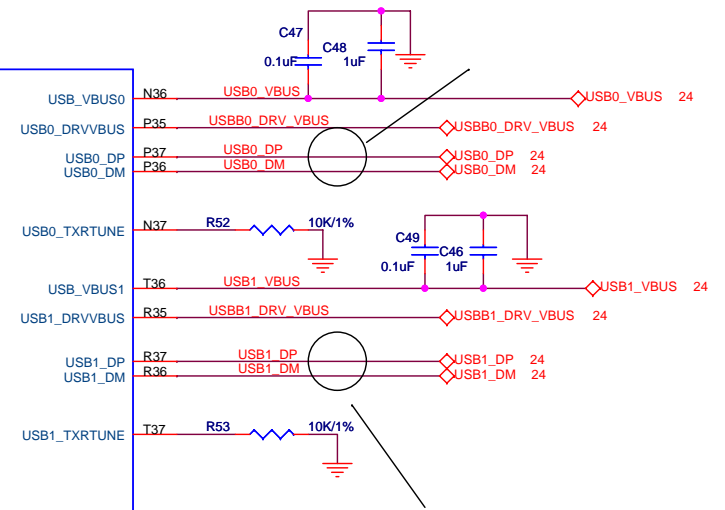 C47
C48
0.1uF
1uF
USB_VBUS0 N36 USB0_VBUS USB0_VBUS 24
USB0_DRVVBUS P35 USBB0_DRV_VBUS USBB0_DRV_VBUS 24
USB0_DP P37 USB0_DP USB0_DP 24
USB0_DM P36 USB0_DM USB0_DM 24
USB0_TXRTUNE N37 R52 10K/1%
C49
C46
0.1uF
1uF
USB_VBUS1 T36 USB1_VBUS USB1_VBUS 24
USB1_DRVVBUS R35 USBB1_DRV_VBUS USBB1_DRV_VBUS 24
USB1_DP R37 USB1_DP USB1_DP 24
USB1_DM R36 USB1_DM USB1_DM 24
USB1_TXRTUNE T37 R53 10K/1%